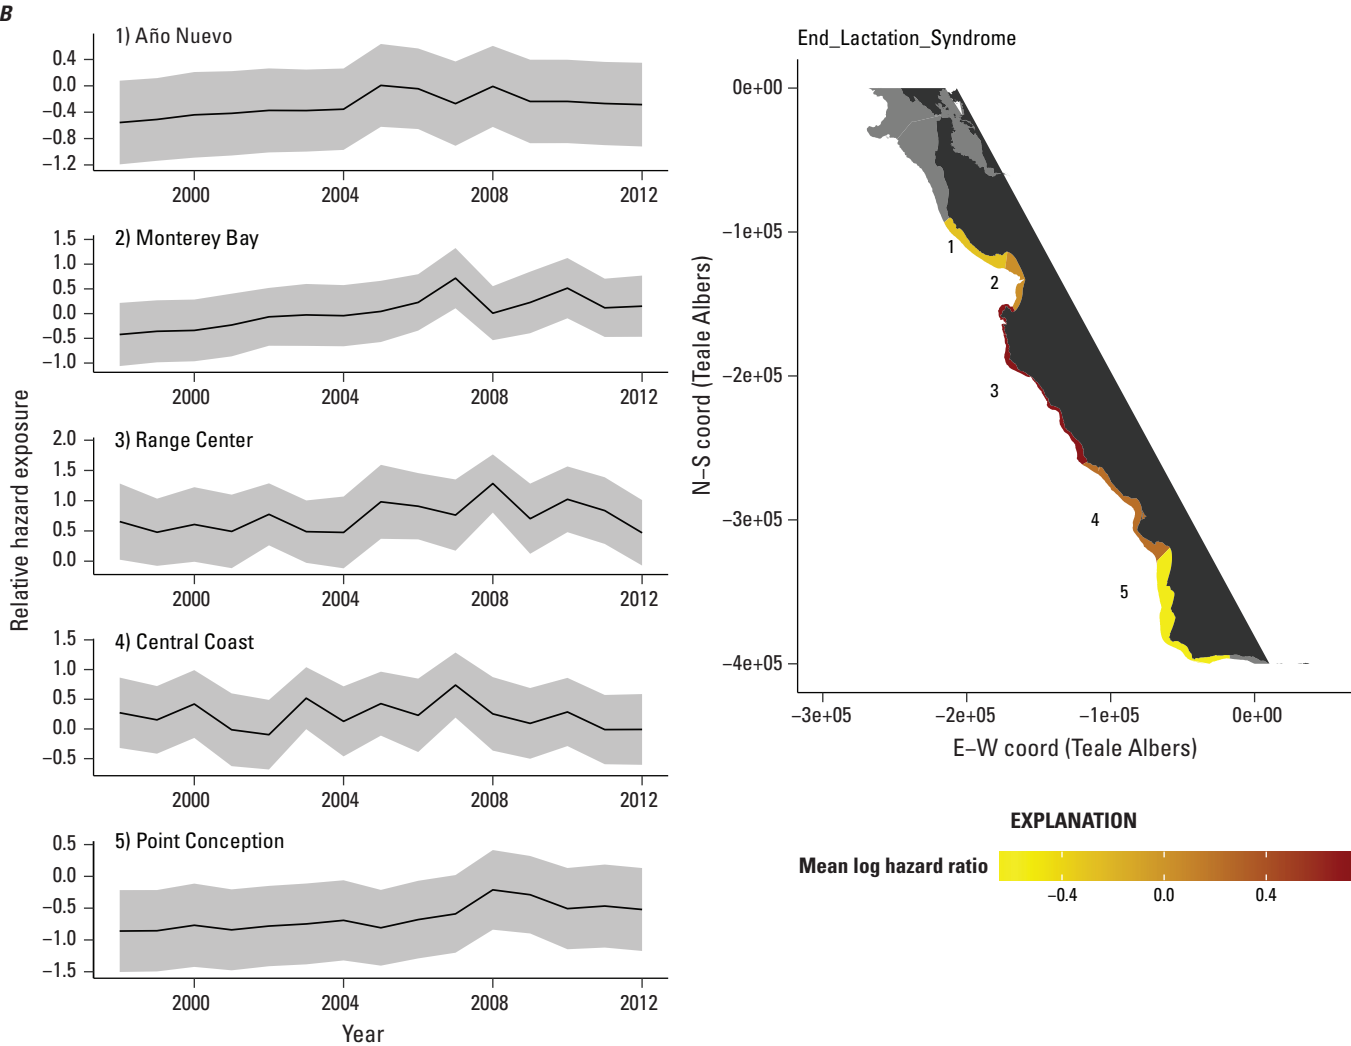 B
1) Año Nuevo
0.4
0.0
−0.4
−0.8
−1.2
2000 2004 2008 2012
2) Monterey Bay
1.5
1.0
0.5
0.0
−0.5
−1.0
2000 2004 2008 2012
3) Range Center
2.0
1.5
1.0
0.5
0.0
2000 2004 2008 2012
4) Central Coast
1.5
1.0
0.5
0.0
−0.5
2000 2004 2008 2012
5) Point Conception
0.5
0.0
−0.5
−1.0
−1.5
2000 2004 2008 2012
Year
Relative hazard exposure
End_Lactation_Syndrome
0e+00
−1e+05
−2e+05
−3e+05
−4e+05
1
2
3
4
5
−3e+05 −2e+05 −1e+05 0e+00
E−W coord (Teale Albers)
N−S coord (Teale Albers)
EXPLANATION
Mean log hazard ratio
−0.4 0.0 0.4